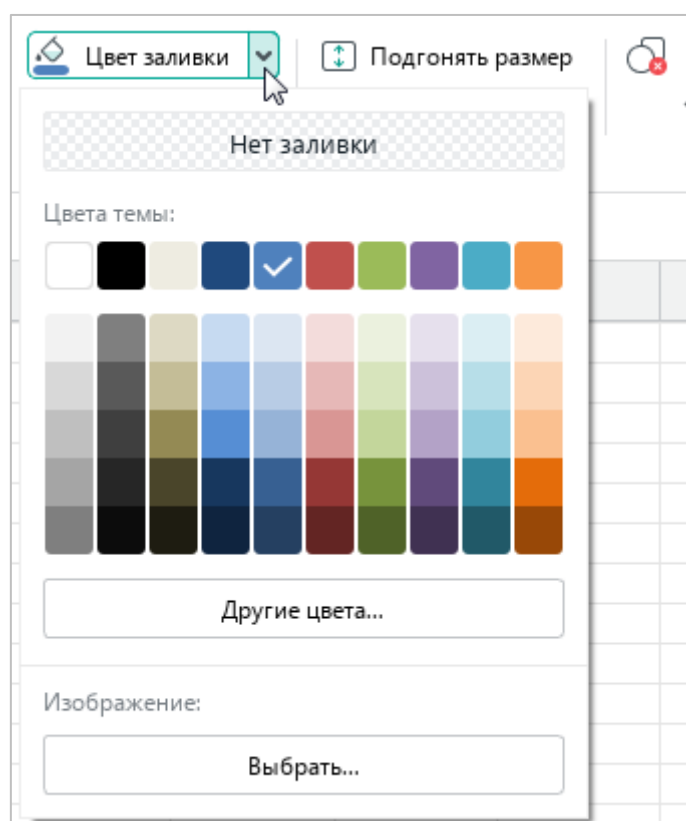 Цвет заливки
Подгонять размер
Нет заливки
Цвета темы:
Другие цвета...
Изображение:
Выбрать...